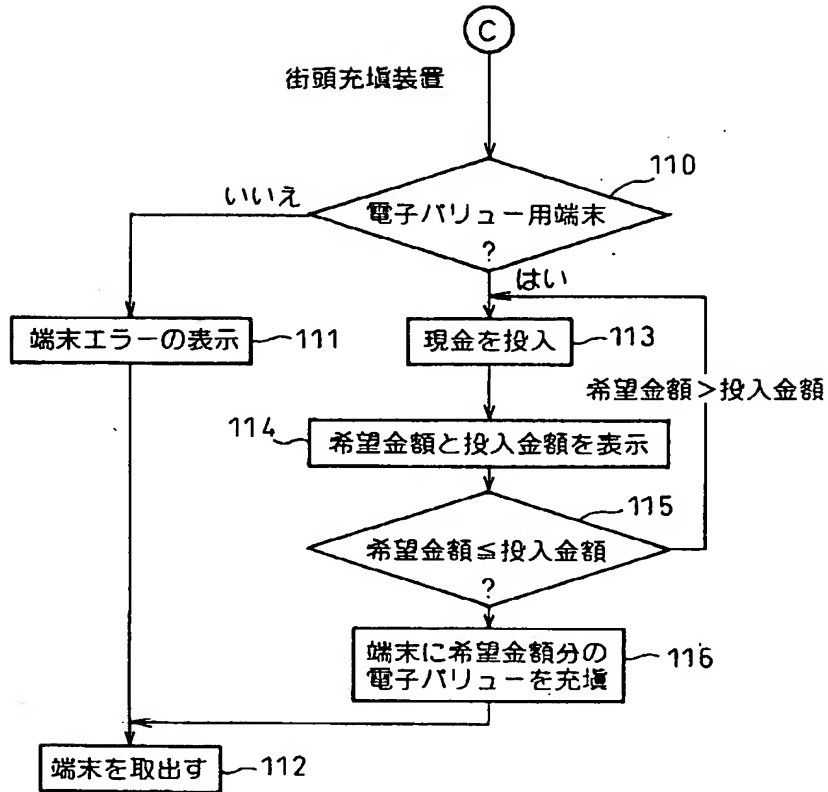 C
街頭充塡装置
110
いいえ
電子バリュー用端末
?
はい
端末エラーの表示
111
現金を投入
113
希望金額>投入金額
114
希望金額と投入金額を表示
115
希望金額≦投入金額
?
端末に希望金額分の
電子バリューを充塡
116
端末を取出す
112